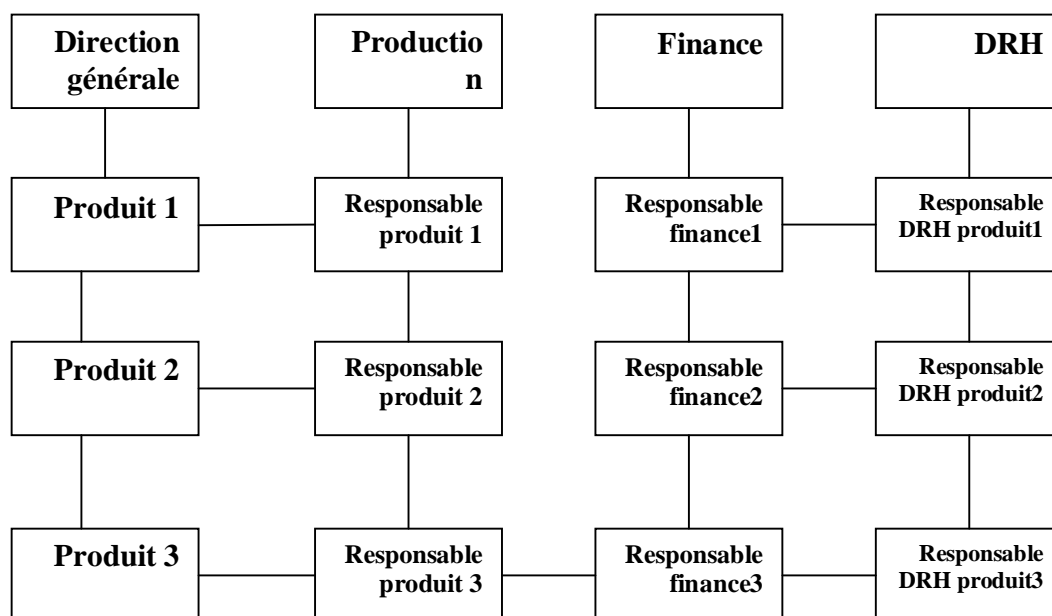 Direction
générale
Productio
n
Finance
DRH
Produit 1
Responsable
produit 1
Responsable
finance1
Responsable
DRH produit1
Produit 2
Responsable
produit 2
Responsable
finance2
Responsable
DRH produit2
Produit 3
Responsable
produit 3
Responsable
finance3
Responsable
DRH produit3